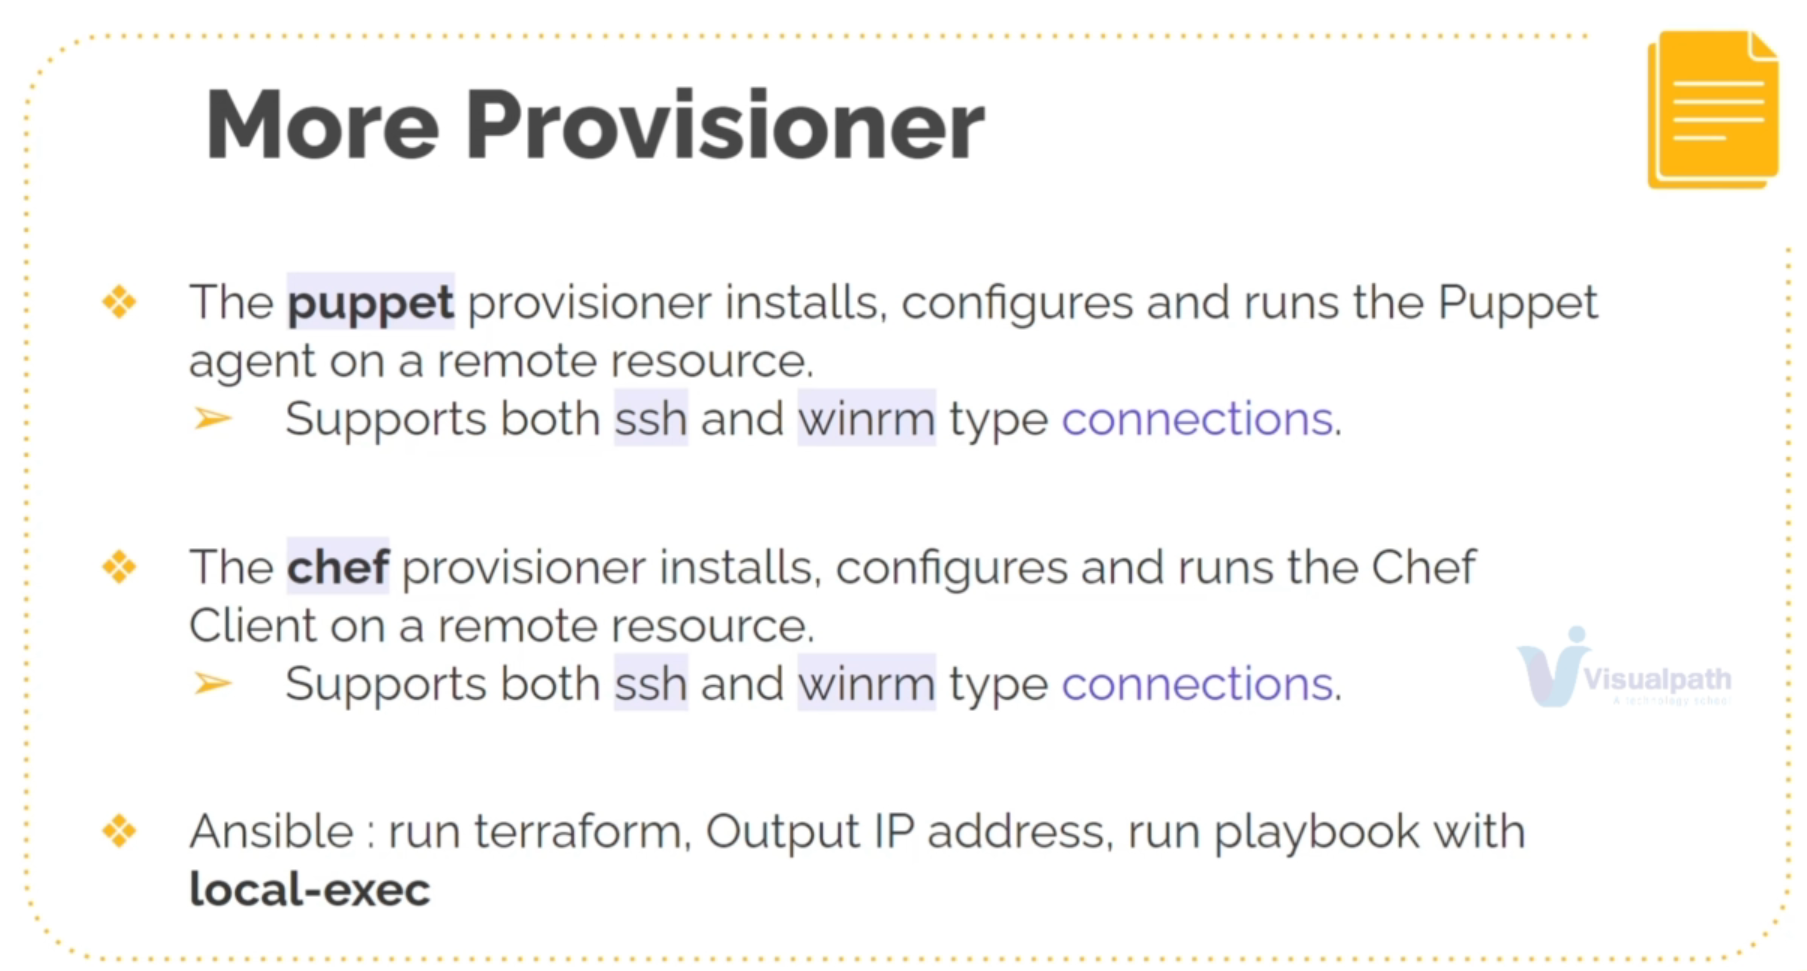 More Provisioner
The puppet provisioner installs, configures and runs the Puppet
agent on a remote resource.
Supports both ssh and winrm type connections.
The chef provisioner installs, configures and runs the Chef
Client on a remote resource.
Supports both ssh and winrm type connections.
Visualpath
A technology school
Ansible : run terraform, Output IP address, run playbook with
local-exec